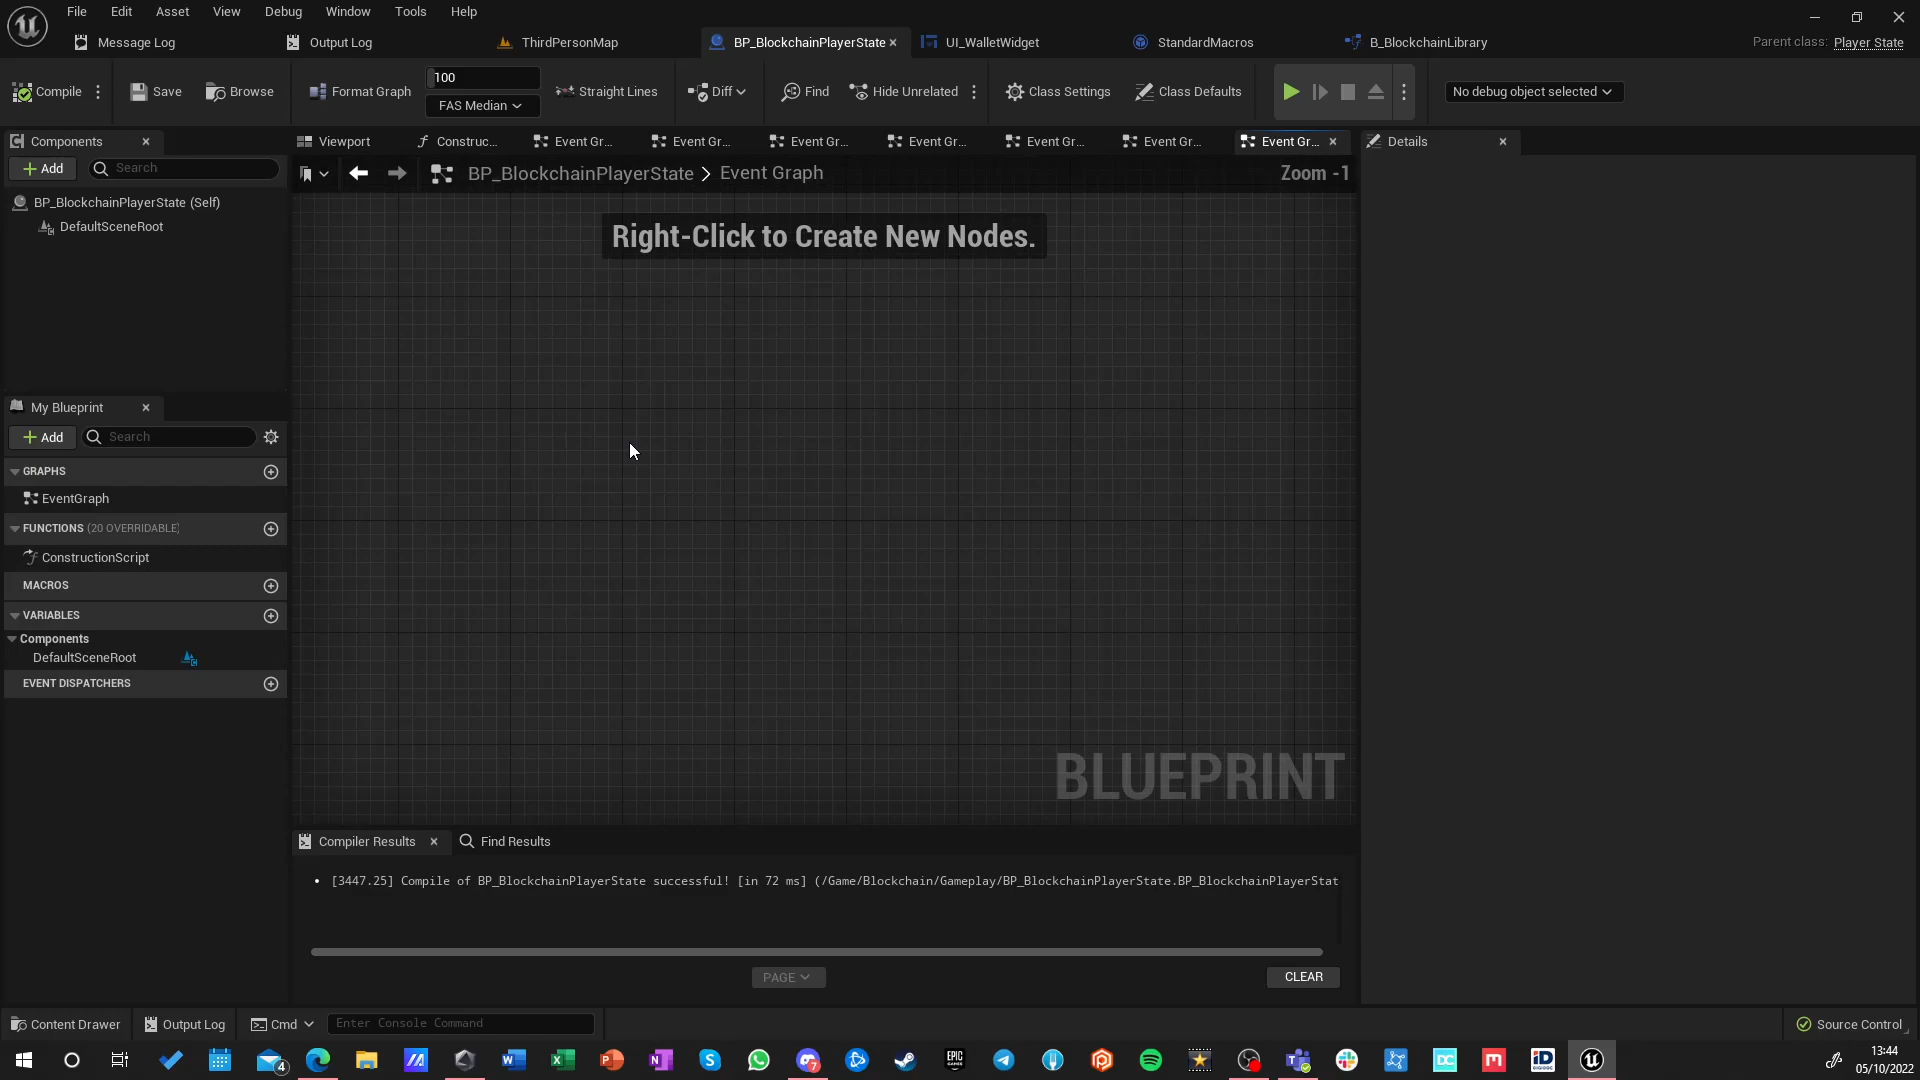 File Edit Asset View Debug Window Tools Help
Message Log Output Log ThirdPersonMap BP_BlockchainPlayerState UI_WalletWidget StandardMacros B_BlockchainLibrary Parent class: Player State
Compile Save Browse Format Graph 100 FAS Median Straight Lines Diff Find Hide Unrelated Class Settings Class Defaults No debug object selected
Components
Add Search
BP_BlockchainPlayerState (Self)
DefaultSceneRoot
Viewport Construc... Event Gr... Event Gr... Event Gr... Event Gr... Event Gr... Event Gr... Event Gr... Details
BP_BlockchainPlayerState > Event Graph Zoom -1
Right-Click to Create New Nodes.
BLUEPRINT
My Blueprint
Add Search
GRAPHS
EventGraph
FUNCTIONS (20 OVERRIDABLE)
ConstructionScript
MACROS
VARIABLES
Components
DefaultSceneRoot
EVENT DISPATCHERS
Compiler Results Find Results
[3447.25] Compile of BP_BlockchainPlayerState successful! [in 72 ms] (/Game/Blockchain/Gameplay/BP_BlockchainPlayerState.BP_BlockchainPlayerStat
PAGE CLEAR
Content Drawer Output Log Cmd Enter Console Command Source Control
4 7 EPIC GAMES DC iD
13:44
05/10/2022